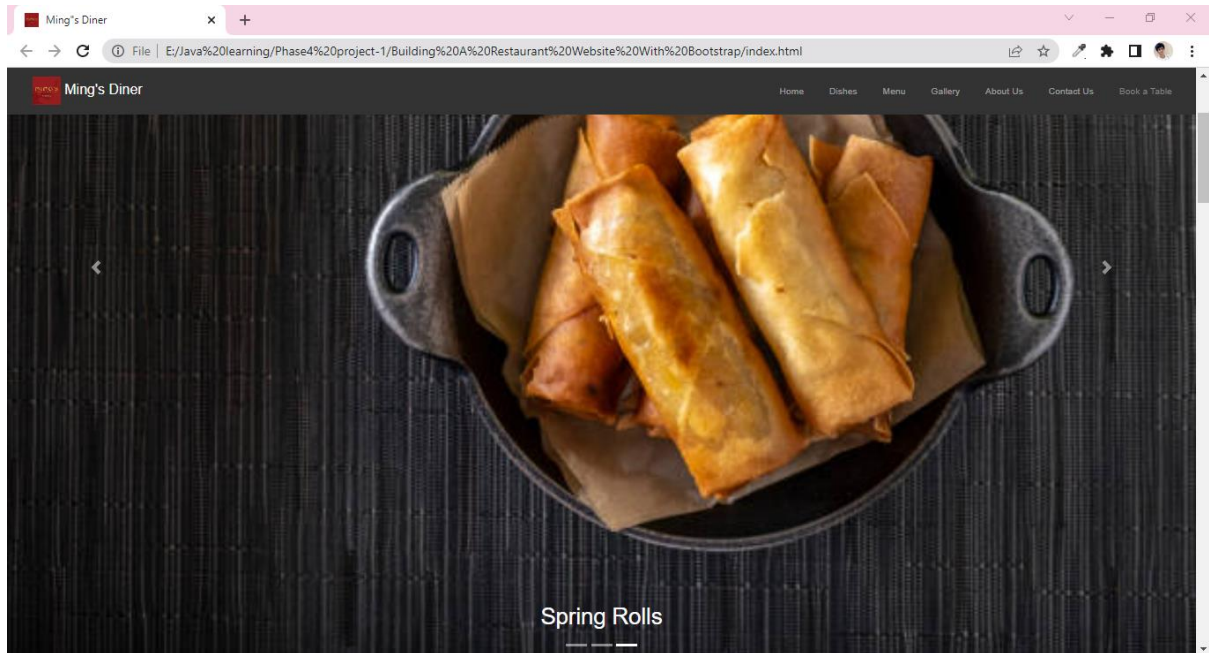 Ming"s Diner
File | E:/Java%20learning/Phase4%20project-1/Building%20A%20Restaurant%20Website%20With%20Bootstrap/index.html
Ming's Diner
Home Dishes Menu Gallery About Us Contact Us Book a Table
Spring Rolls